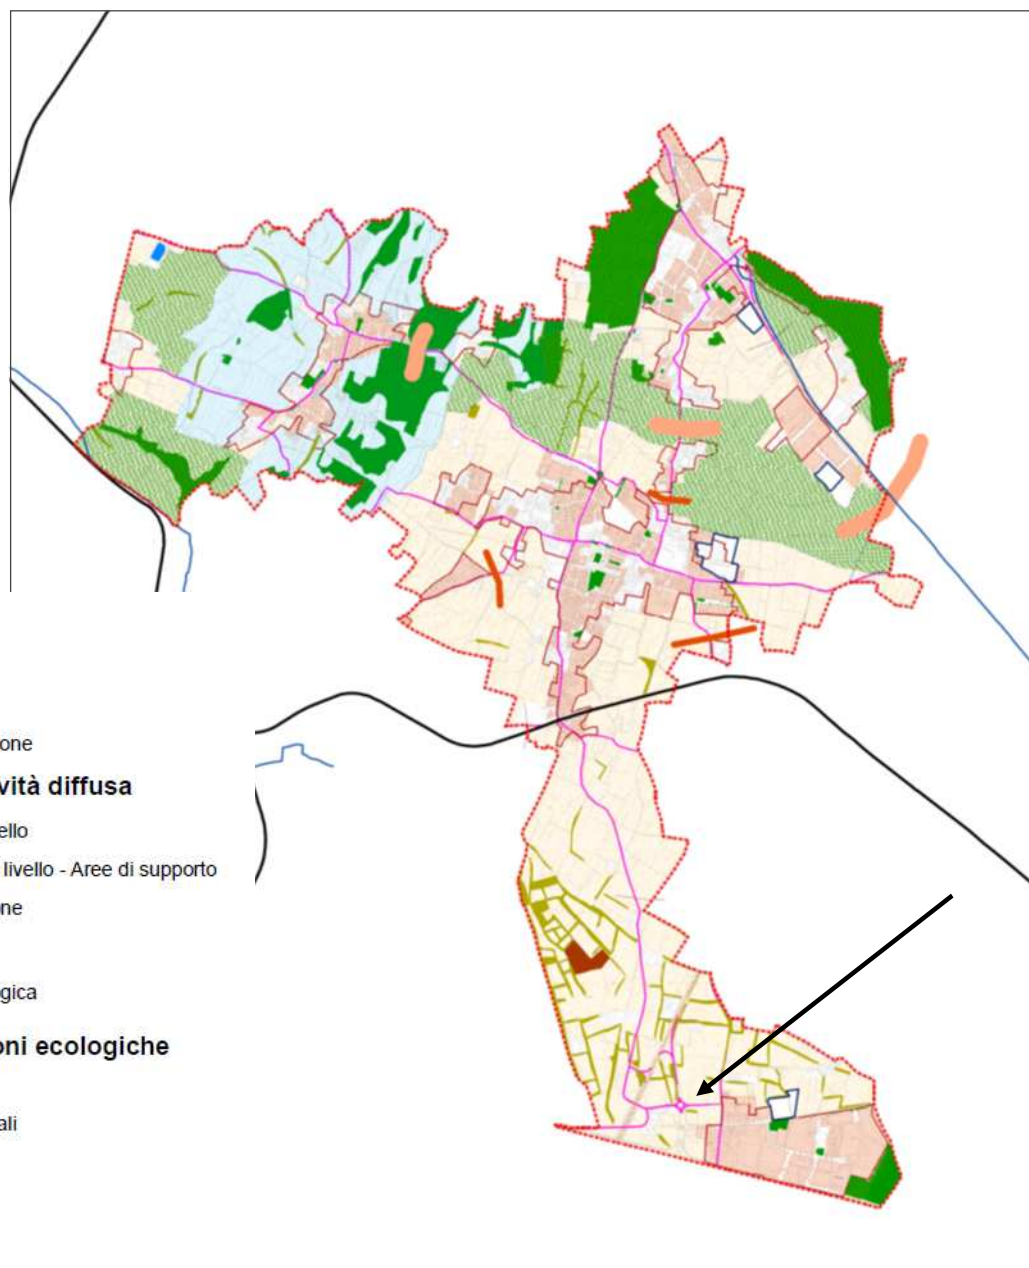 one
vità diffusa
ello
livello - Aree di supporto
ne
gica
oni ecologiche
ali